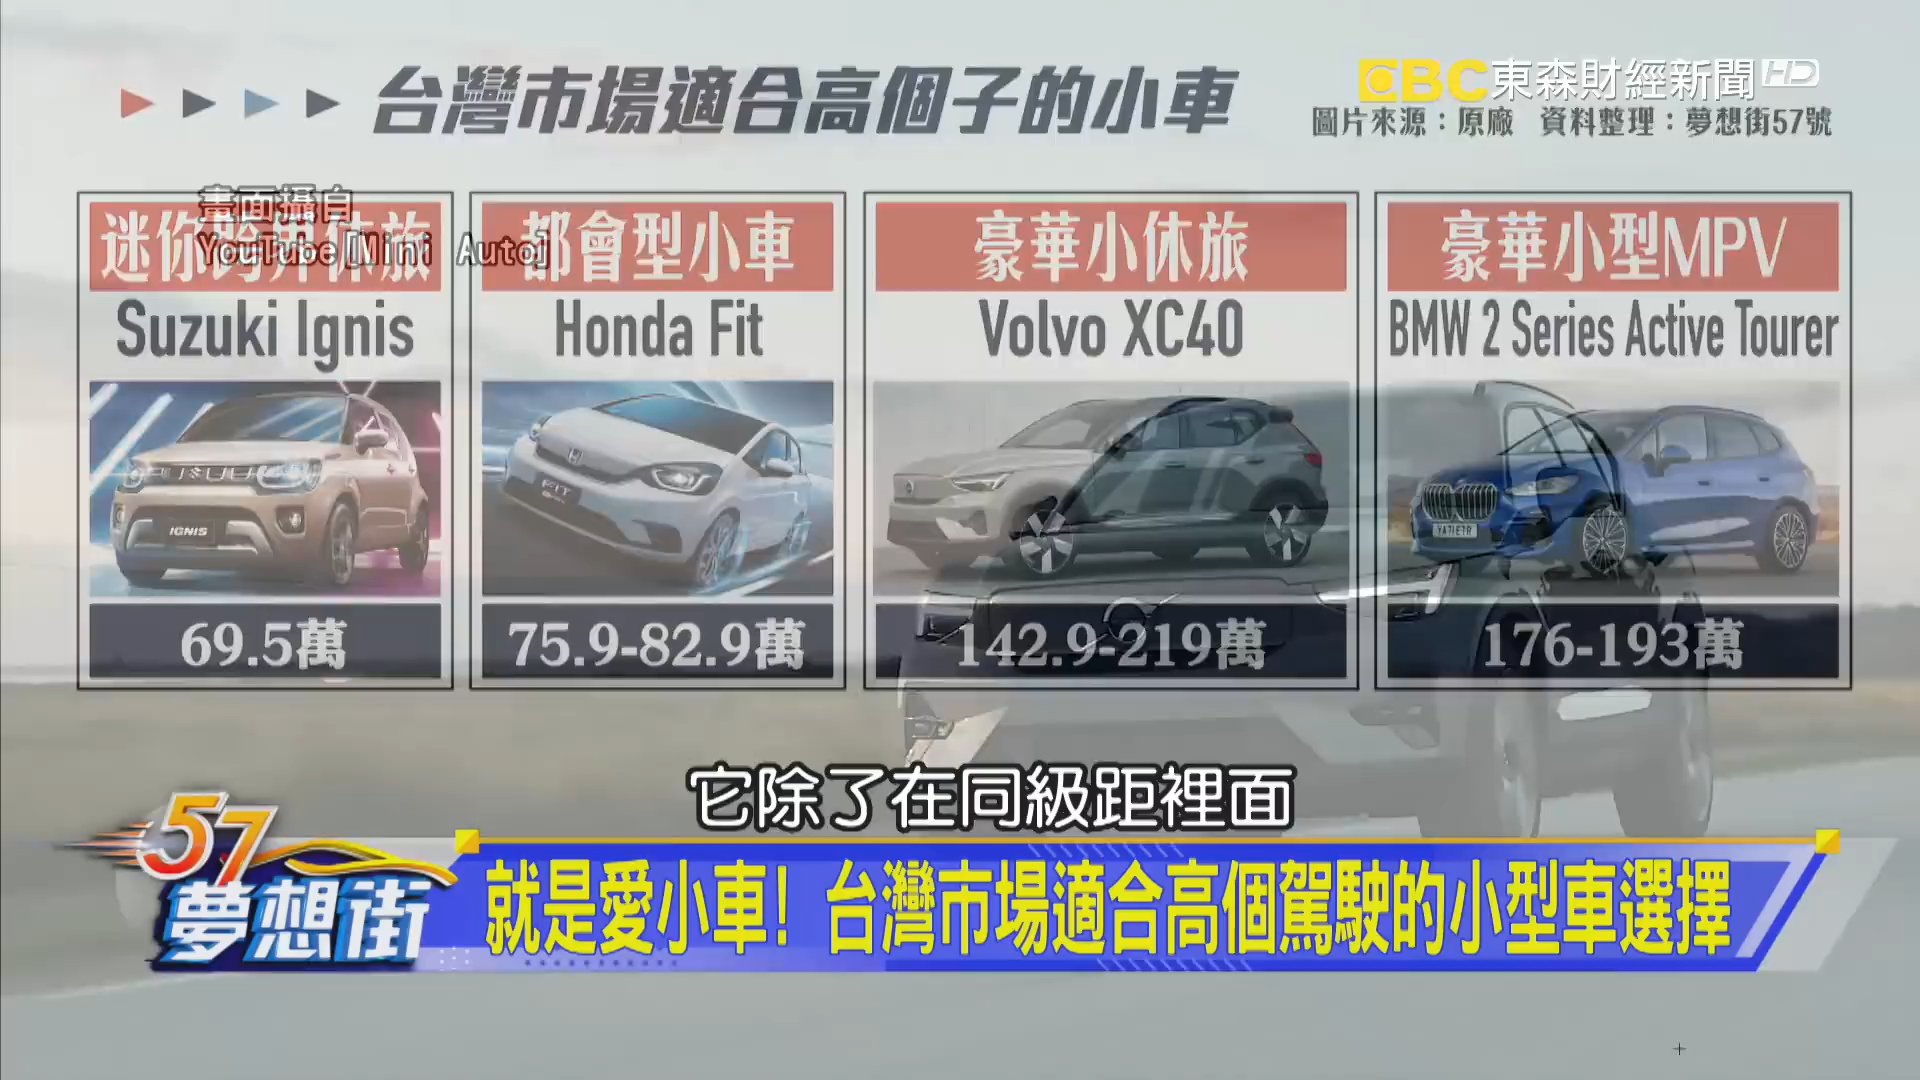 台灣市場適合高個子的小車
EBC 東森財經新聞 HD
圖片來源：原廠 資料整理：夢想街57號
畫面攝自
YouTube [Mini Auto]
迷你跨界休旅
Suzuki Ignis
IGNIS
69.5萬
都會型小車
Honda Fit
FIT
75.9-82.9萬
豪華小休旅
Volvo XC40
142.9-219萬
豪華小型MPV
BMW 2 Series Active Tourer
YA71ETR
176-193萬
它除了在同級距裡面
57
夢想街
就是愛小車! 台灣市場適合高個駕駛的小型車選擇